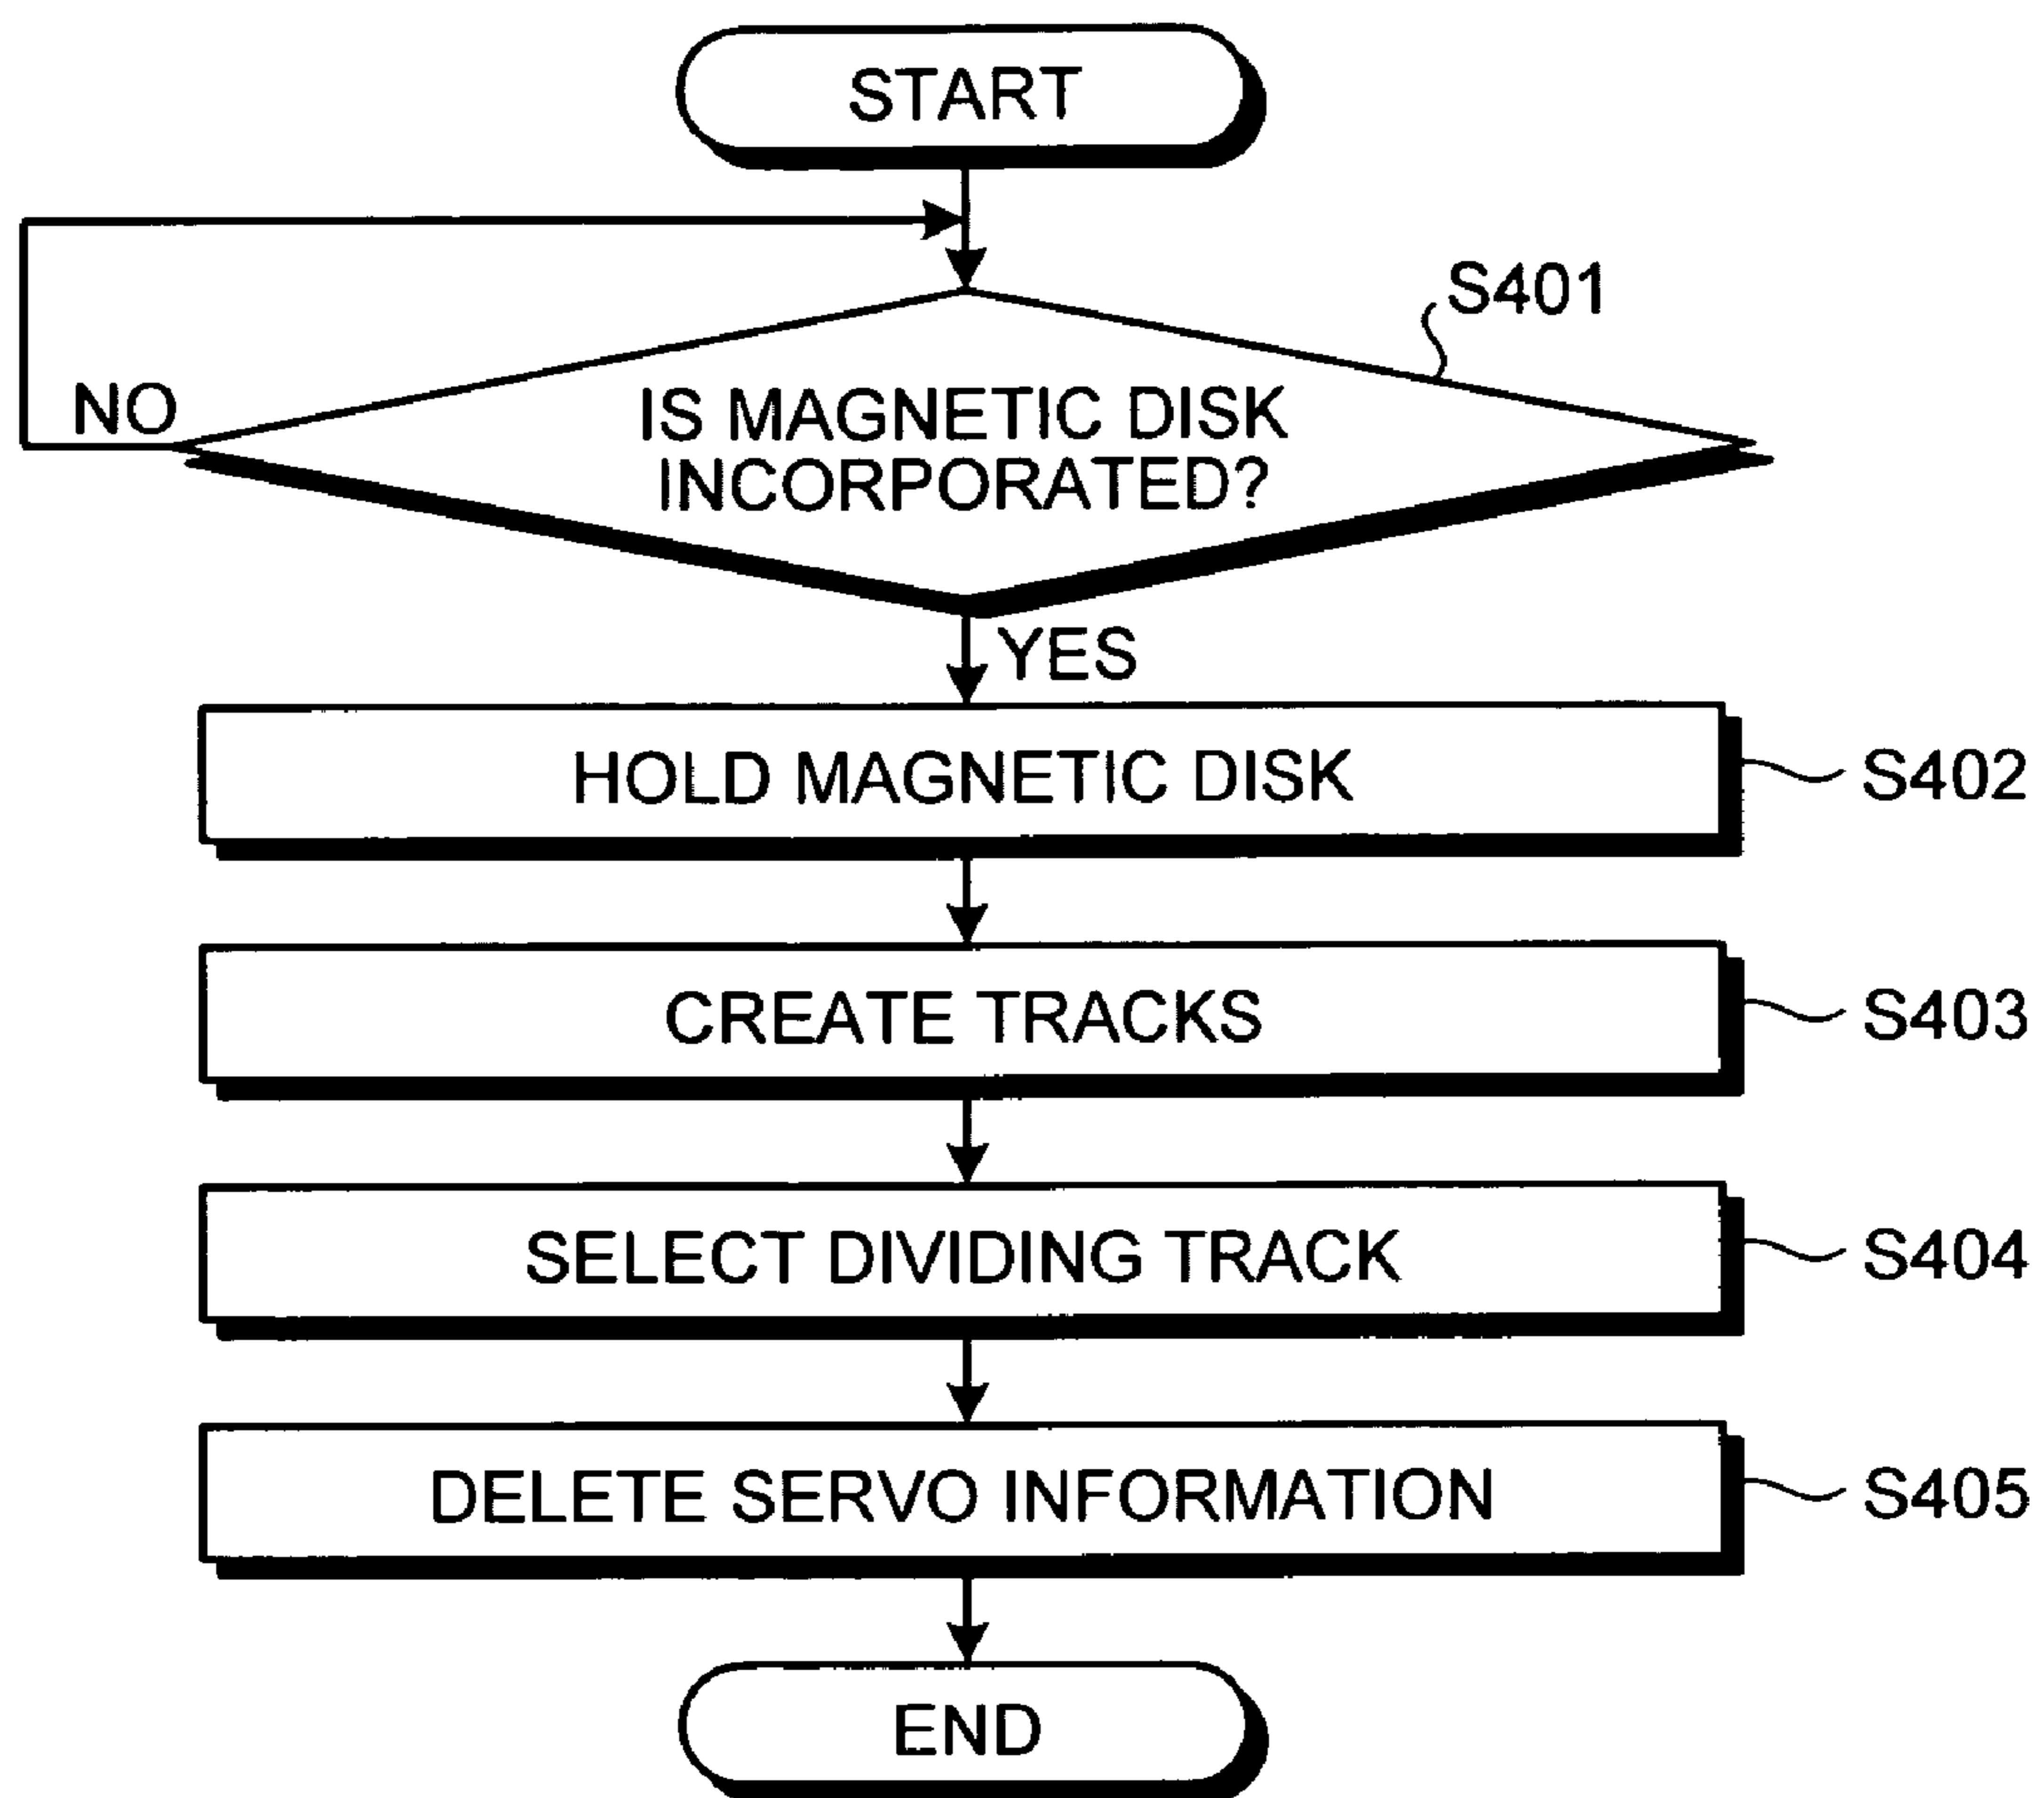 START
S401
NO
IS MAGNETIC DISK
INCORPORATED?
YES
HOLD MAGNETIC DISK
S402
CREATE TRACKS
S403
SELECT DIVIDING TRACK
S404
DELETE SERVO INFORMATION
S405
END